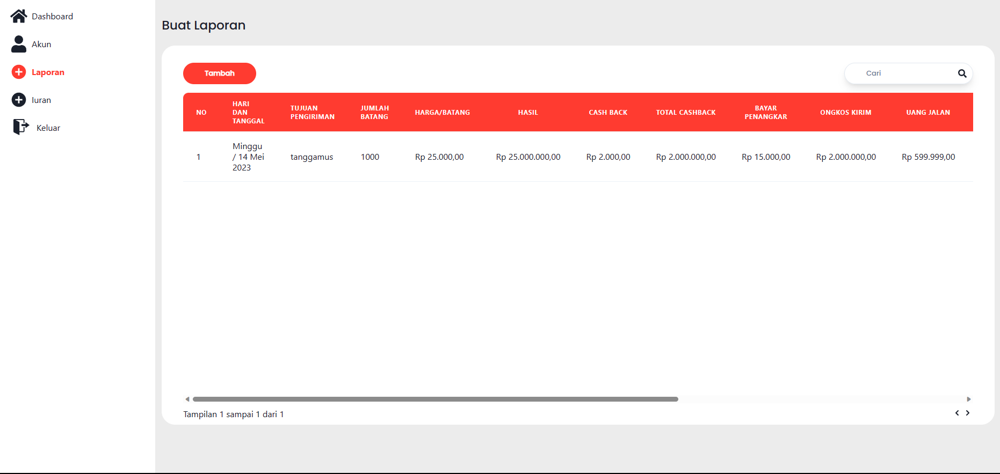 Dashboard
Akun
Laporan
Iuran
Keluar
Buat Laporan
Tambah
Cari
NO
HARI
DAN
TANGGAL
TUJUAN
PENGIRIMAN
JUMLAH
BATANG
HARGA/BATANG
HASIL
CASH BACK
TOTAL CASHBACK
BAYAR
PENANGKAR
ONGKOS KIRIM
UANG JALAN
1
Minggu
/ 14 Mei
2023
tanggamus
1000
Rp 25.000,00
Rp 25.000.000,00
Rp 2.000,00
Rp 2.000.000,00
Rp 15.000,00
Rp 2.000.000,00
Rp 599.999,00
Tampilan 1 sampai 1 dari 1